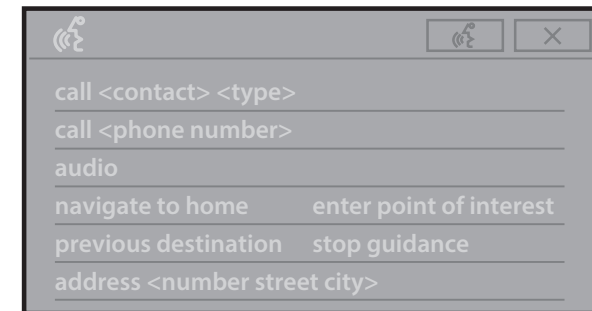 call <contact> <type>
call <phone number>
audio
navigate to home enter point of interest
previous destination stop guidance
address <number street city>